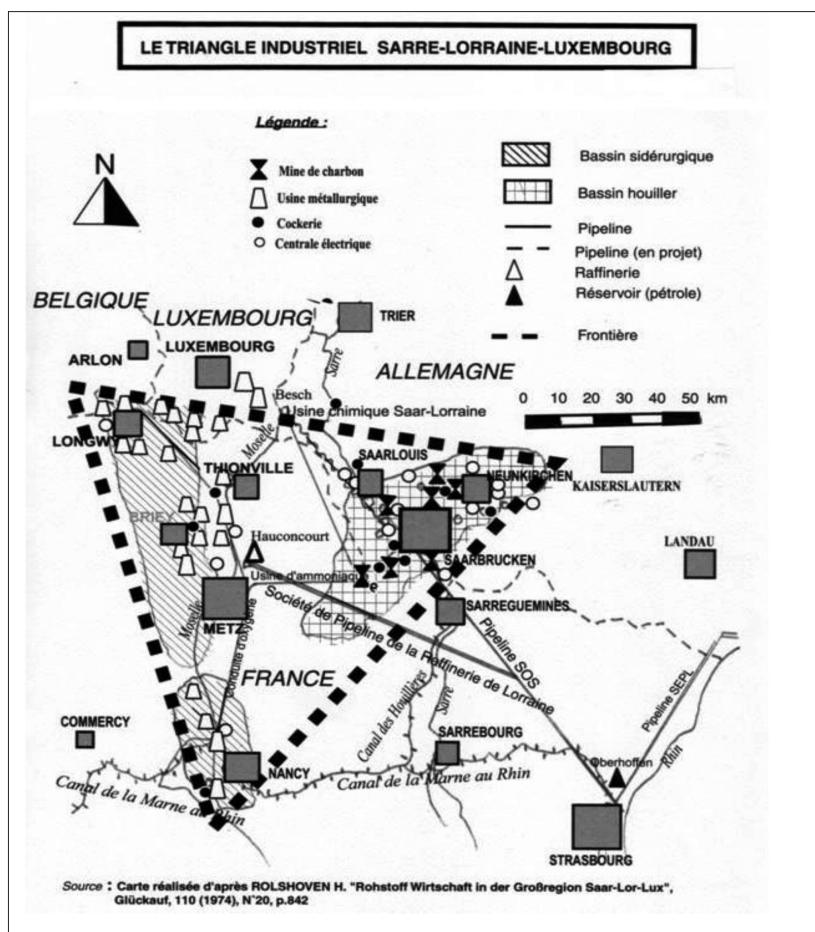 LE TRIANGLE INDUSTRIEL SARRE-LORRAINE-LUXEMBOURG
Légende :
N
Mine de charbon
Usine métallurgique
Cockerie
Centrale électrique
Bassin sidérurgique
Bassin houiller
Pipeline
Pipeline (en projet)
Raffinerie
Réservoir (pétrole)
Frontière
BELGIQUE
LUXEMBOURG
TRIER
ARLON
LUXEMBOURG
Sarre
ALLEMAGNE
0 10 20 30 40 50 km
Besch
Usine chimique Saar-Lorraine
Moselle
LONGWY
SAARLOUIS
THIONVILLE
NEUNKIRCHEN
KAISERSLAUTERN
BRIEY
Hauconcourt
LANDAU
SAARBRUCKEN
Usine d'ammoniaque
METZ
Moselle
SARREGUEMINES
Société de Pipeline de la Raffinerie de Lorraine
Conduite d'oxygène
Pipeline SOS
FRANCE
Pipeline SEPL
Canal des Houillères
Sarre
COMMERCY
SARREBOURG
Oberhoffen
Rhin
NANCY
Canal de la Marne au Rhin
Canal de la Marne au Rhin
STRASBOURG
Source : Carte réalisée d'après ROLSHOVEN H. "Rohstoff Wirtschaft in der Großregion Saar-Lor-Lux",
Glückauf, 110 (1974), N°20, p.842